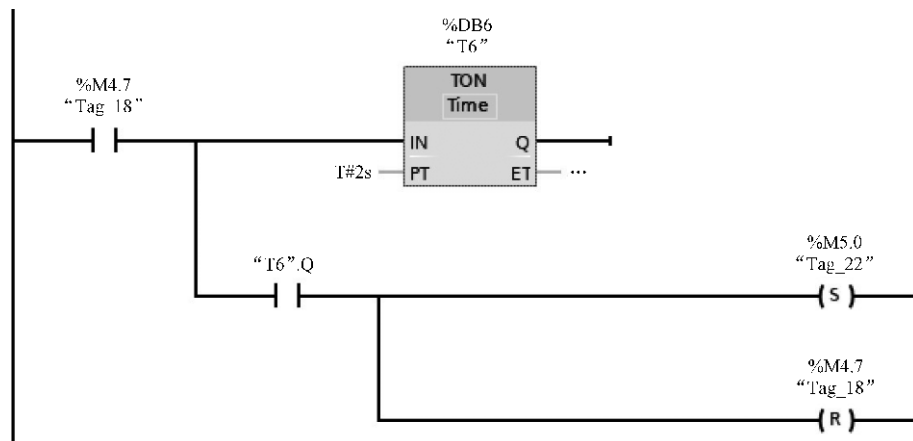 %DB6
“T6”
%M4.7
“Tag_18”
TON
Time
IN Q
T#2s PT ET ...
“T6”.Q
%M5.0
“Tag_22”
S
%M4.7
“Tag_18”
R